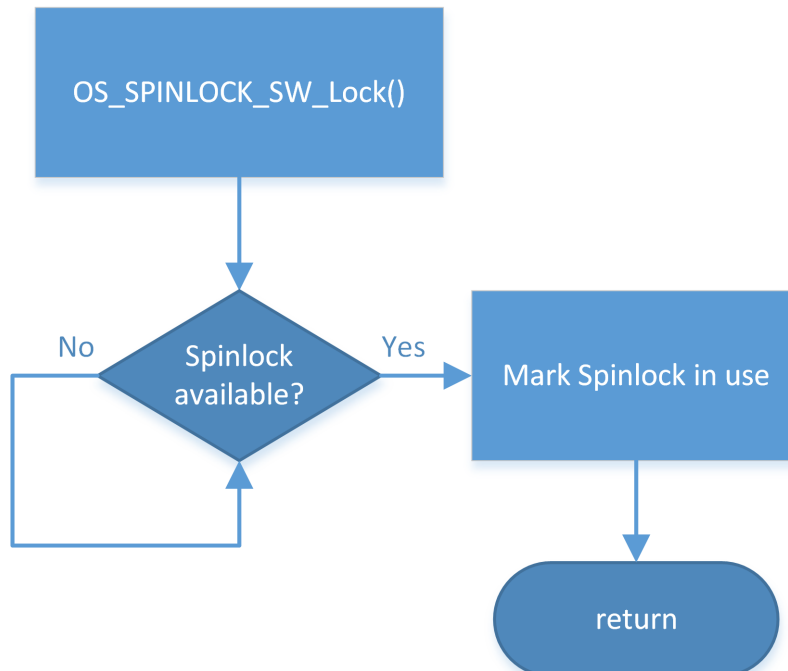 OS_SPINLOCK_SW_Lock()
No
Spinlock
available?
Yes
Mark Spinlock in use
return